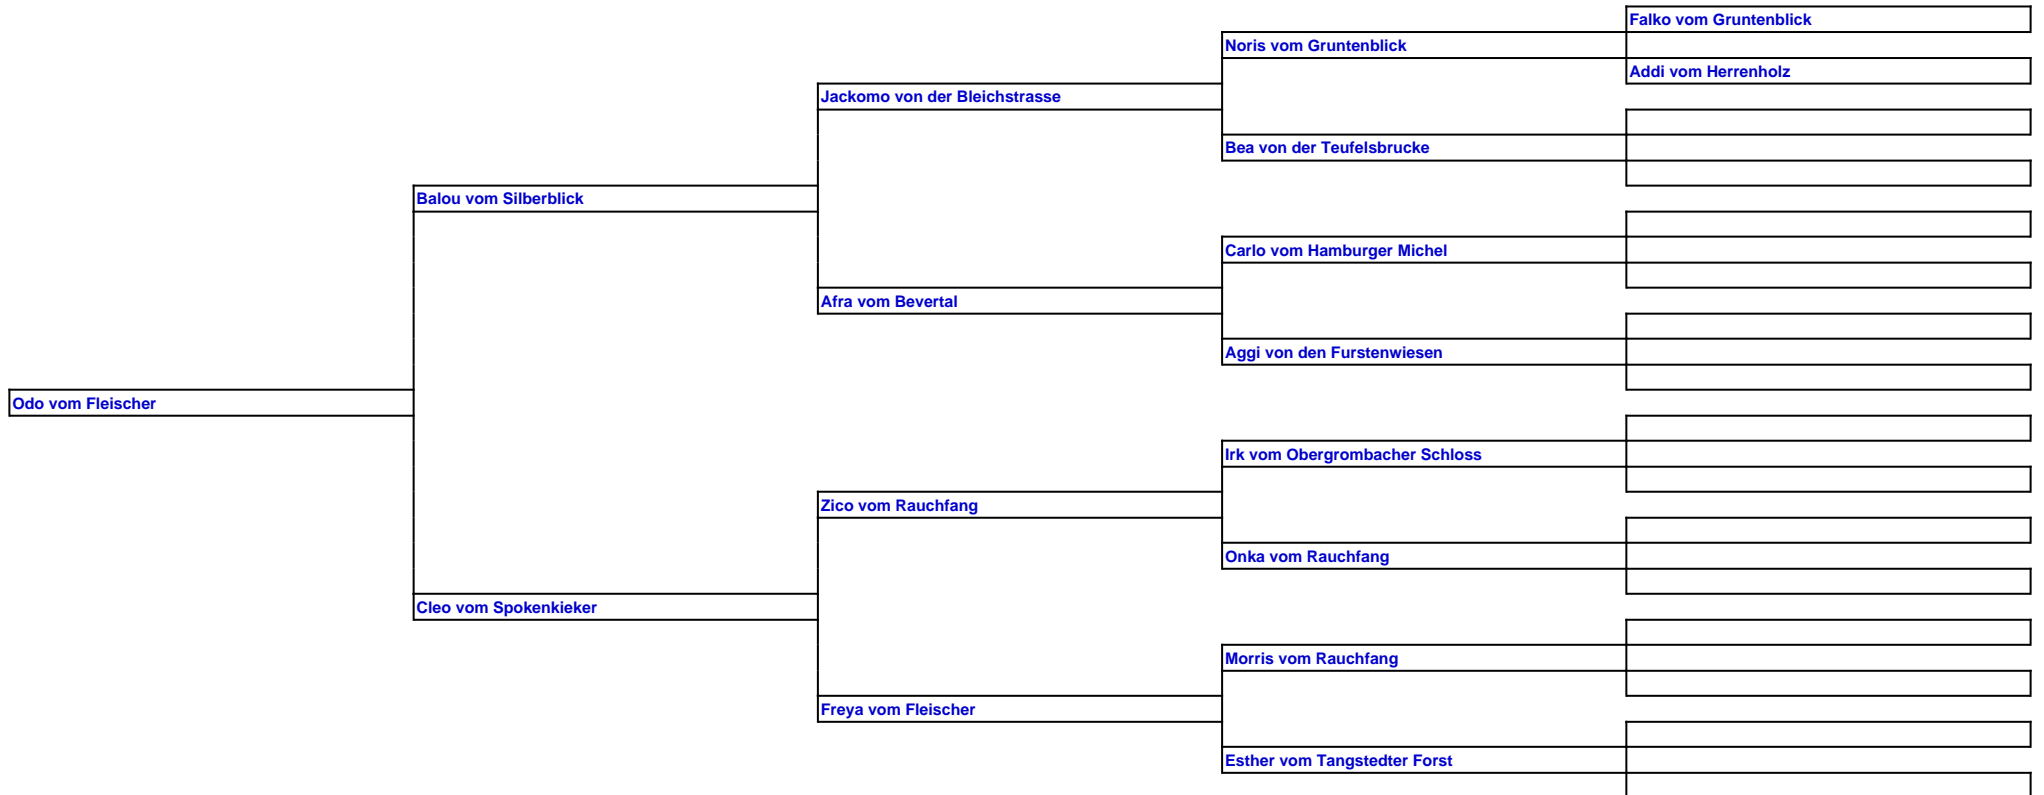 Falko vom Gruntenblick
Noris vom Gruntenblick
Addi vom Herrenholz
Jackomo von der Bleichstrasse
Bea von der Teufelsbrucke
Balou vom Silberblick
Carlo vom Hamburger Michel
Afra vom Bevertal
Aggi von den Furstenwiesen
Odo vom Fleischer
Irk vom Obergrombacher Schloss
Zico vom Rauchfang
Onka vom Rauchfang
Cleo vom Spokenkieker
Morris vom Rauchfang
Freya vom Fleischer
Esther vom Tangstedter Forst